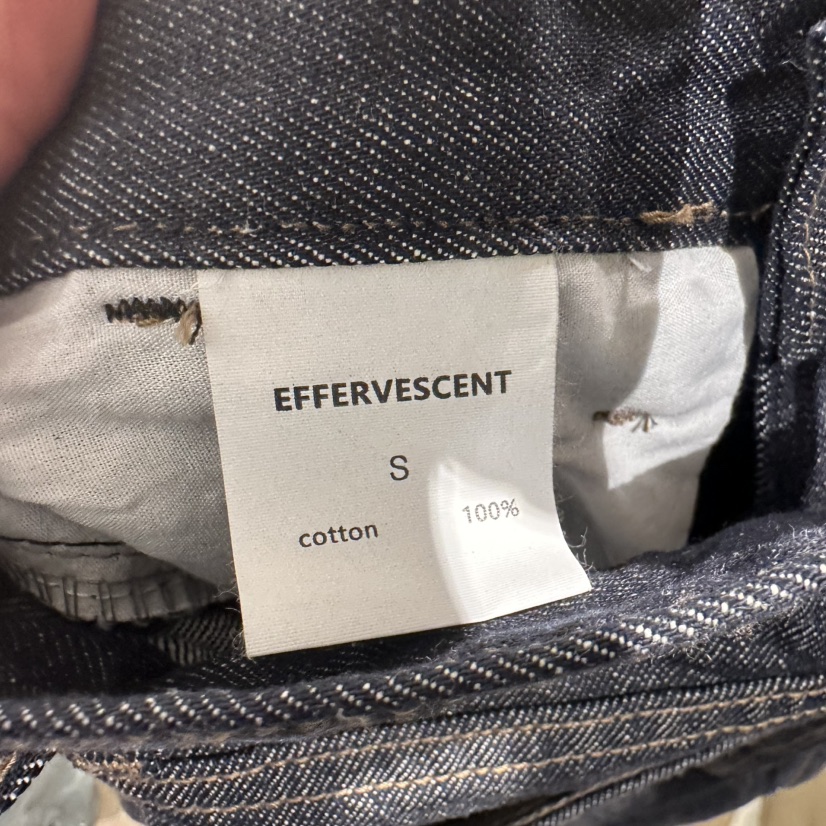 EFFERVESCENT
S
cotton 100%